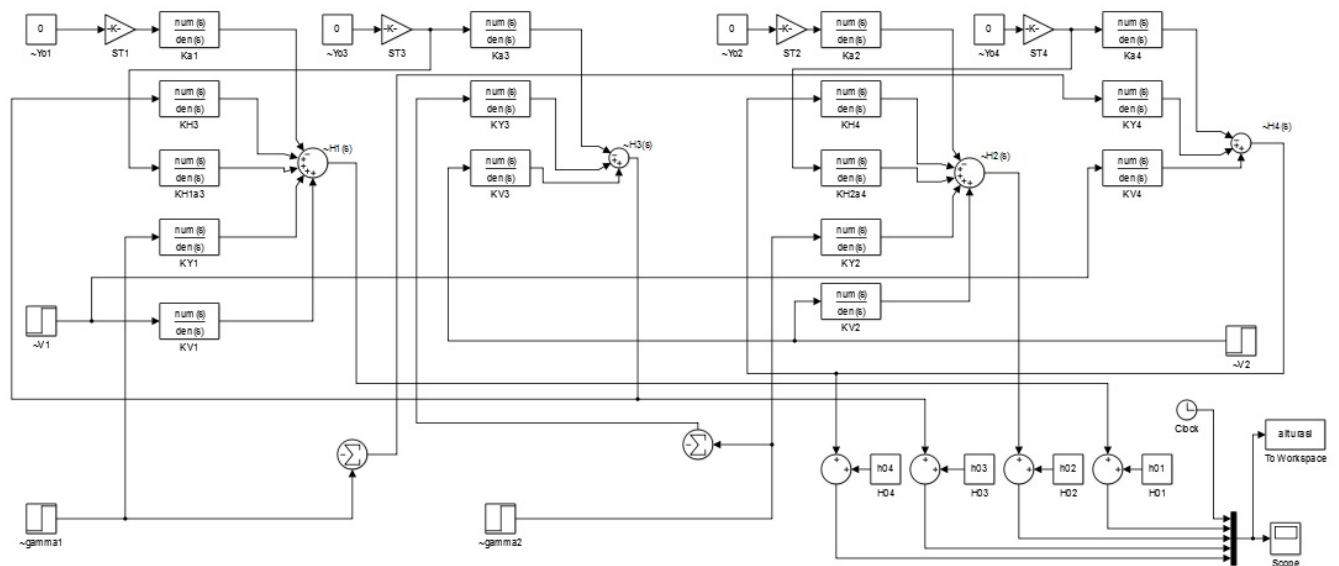 0
~Yo1
-K-
ST1
num(s)
den(s)
Ka1
0
~Yo3
-K-
ST3
num(s)
den(s)
Ka3
0
~Yo2
-K-
ST2
num(s)
den(s)
Ka2
0
~Yo4
-K-
ST4
num(s)
den(s)
Ka4
num(s)
den(s)
KH3
num(s)
den(s)
KY3
num(s)
den(s)
KH4
num(s)
den(s)
KY4
~H1(s)
~H3(s)
~H2(s)
~H4(s)
num(s)
den(s)
KH1a3
num(s)
den(s)
KV3
num(s)
den(s)
KH2a4
num(s)
den(s)
KV4
num(s)
den(s)
KY1
num(s)
den(s)
KY2
~V1
num(s)
den(s)
KV1
num(s)
den(s)
KV2
~V2
Clock
alturasl
To Workspace
h04
H04
h03
H03
h02
H02
h01
H01
~gamma1
~gamma2
Scope